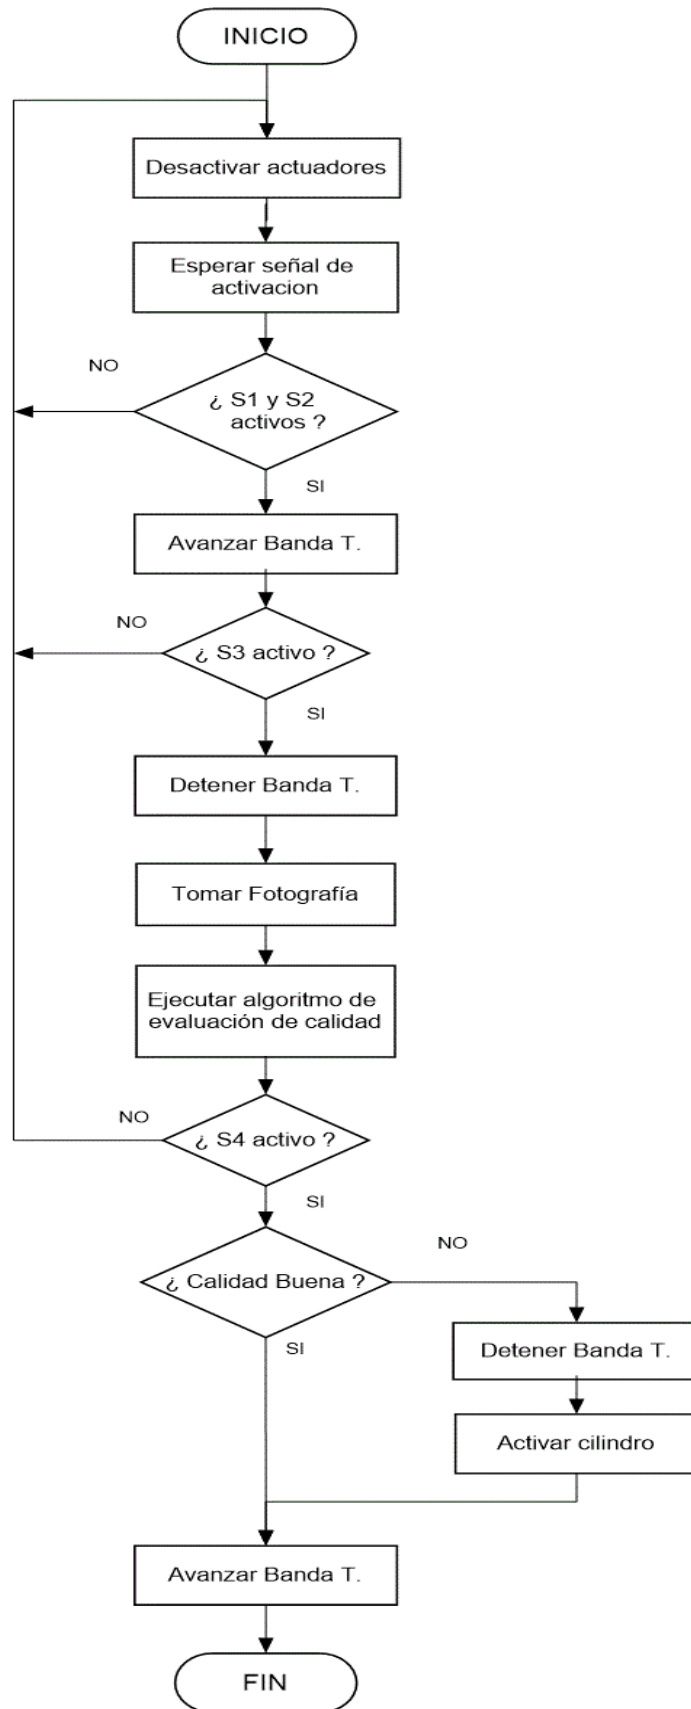 INICIO
Desactivar actuadores
Esperar señal de
activacion
NO
¿ S1 y S2
activos ?
SI
Avanzar Banda T.
NO
¿ S3 activo ?
SI
Detener Banda T.
Tomar Fotografía
Ejecutar algoritmo de
evaluación de calidad
NO
¿ S4 activo ?
SI
NO
¿ Calidad Buena ?
SI
Detener Banda T.
Activar cilindro
Avanzar Banda T.
FIN